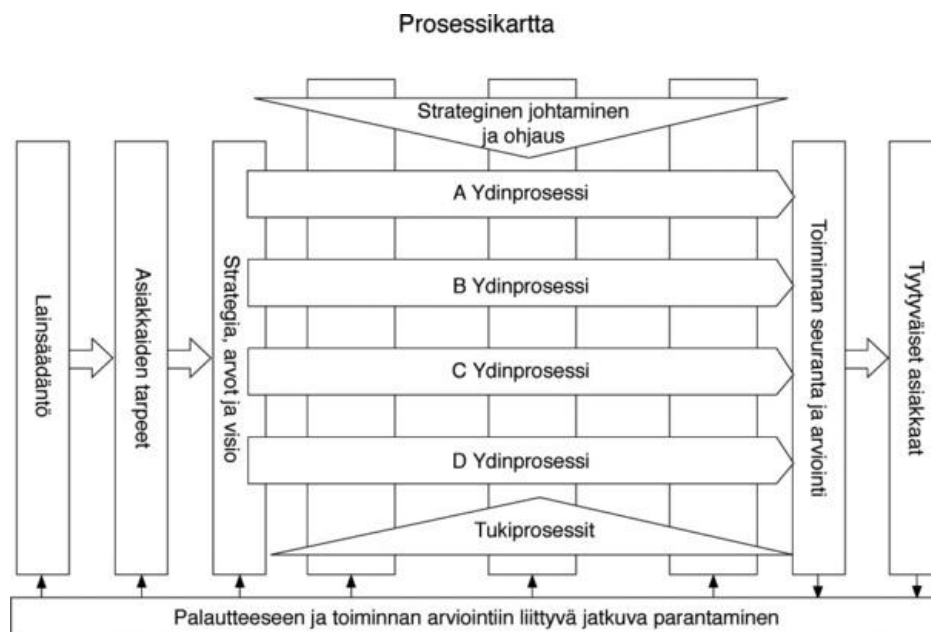 Prosessikartta
Strateginen johtaminen
ja ohjaus
Lainsäädäntö
Asiakkaiden tarpeet
Strategia, arvot ja visio
A Ydinprosessi
B Ydinprosessi
C Ydinprosessi
D Ydinprosessi
Tukiprosessit
Toiminnan seuranta ja arviointi
Tyytyväiset asiakkaat
Palautteeseen ja toiminnan arviointiin liittyvä jatkuva parantaminen